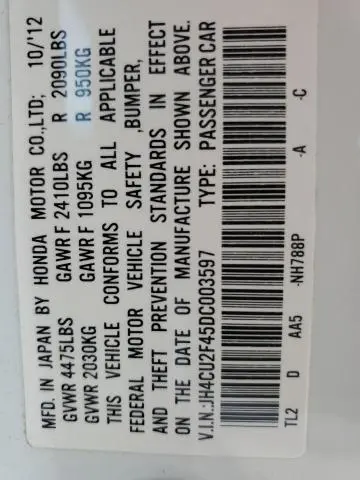 MFD. IN JAPAN BY HONDA MOTOR CO.,LTD; 10/'12
GVWR 4475LBS GAWR F 2410LBS R 2090LBS
GVWR 2030KG GAWR F 1095KG R 950KG
THIS VEHICLE CONFORMS TO ALL APPLICABLE
FEDERAL MOTOR VEHICLE SAFETY ,BUMPER,
AND THEFT PREVENTION STANDARDS IN EFFECT
ON THE DATE OF MANUFACTURE SHOWN ABOVE.
V.I.N.:JH4CU2F45DC003597 TYPE: PASSENGER CAR
TL2 D AA5 -NH788P -A -C